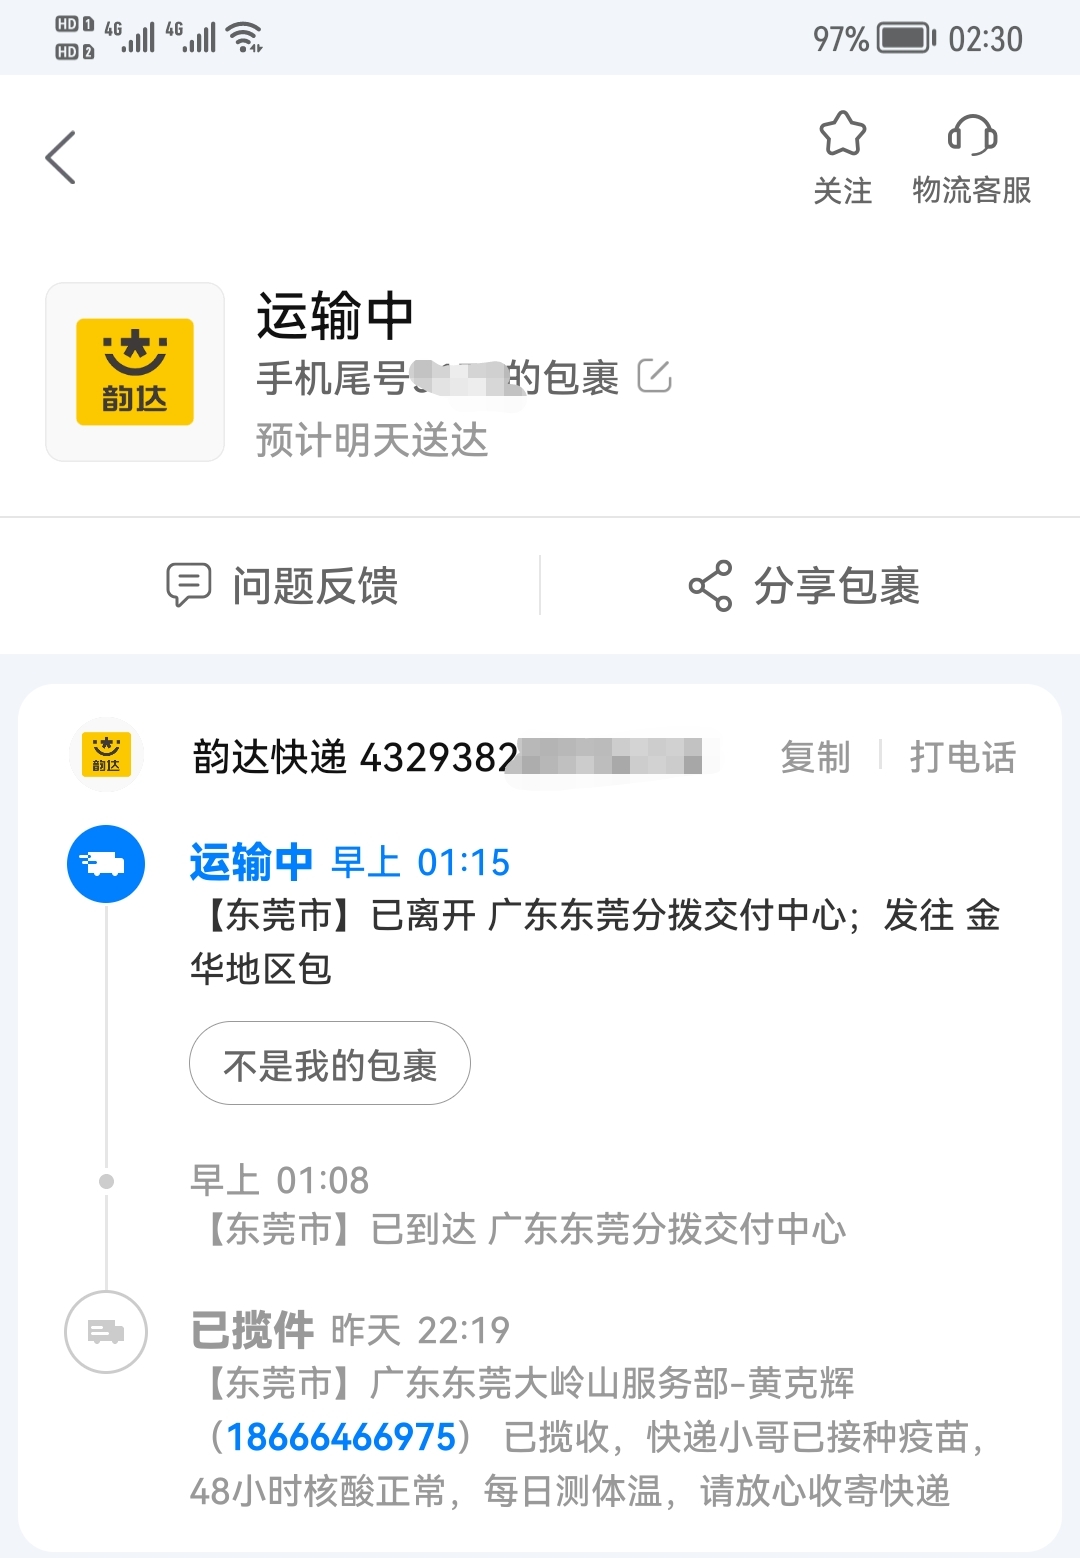 HD 1 4G 4G
HD 2
97% 02:30
关注 物流客服
韵达
运输中
手机尾号 的包裹
预计明天送达
问题反馈 分享包裹
韵达
韵达快递 4329382 复制 打电话
运输中 早上 01:15
【东莞市】已离开 广东东莞分拨交付中心；发往 金
华地区包
不是我的包裹
早上 01:08
【东莞市】已到达 广东东莞分拨交付中心
已揽件 昨天 22:19
【东莞市】广东东莞大岭山服务部-黄克辉
（18666466975） 已揽收，快递小哥已接种疫苗，
48小时核酸正常，每日测体温，请放心收寄快递